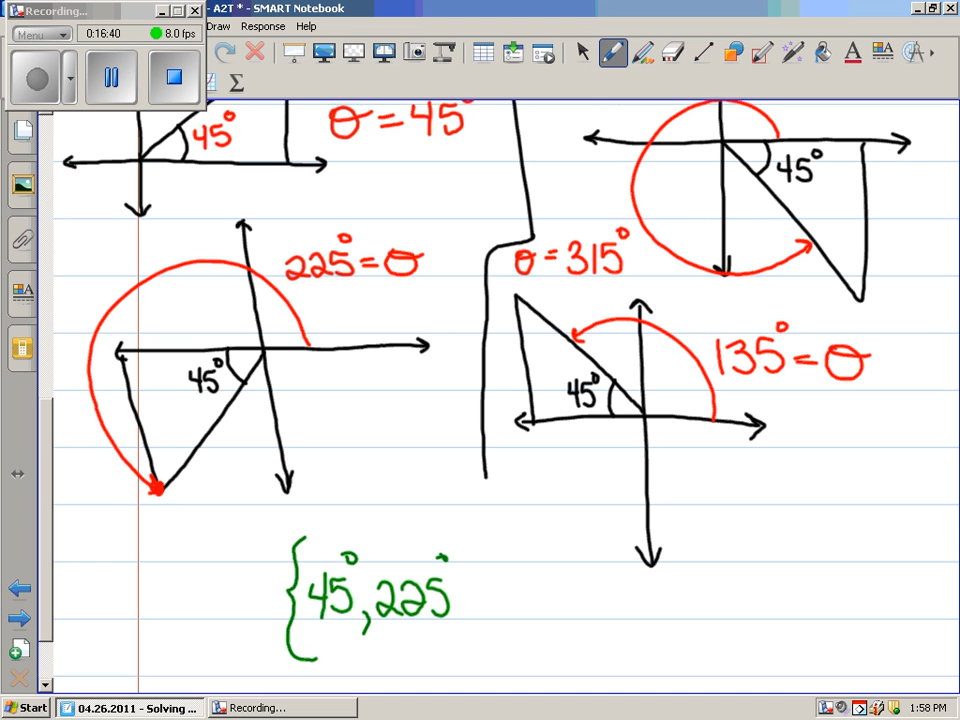 Recording...
- A2T * - SMART Notebook
Menu
0:16:40
8.0 fps
Draw Response Help
45°
θ = 45°
45°
225° = θ
θ = 315°
45°
135° = θ
45°
{45°, 225°
Start
04.26.2011 - Solving ...
Recording...
1:58 PM